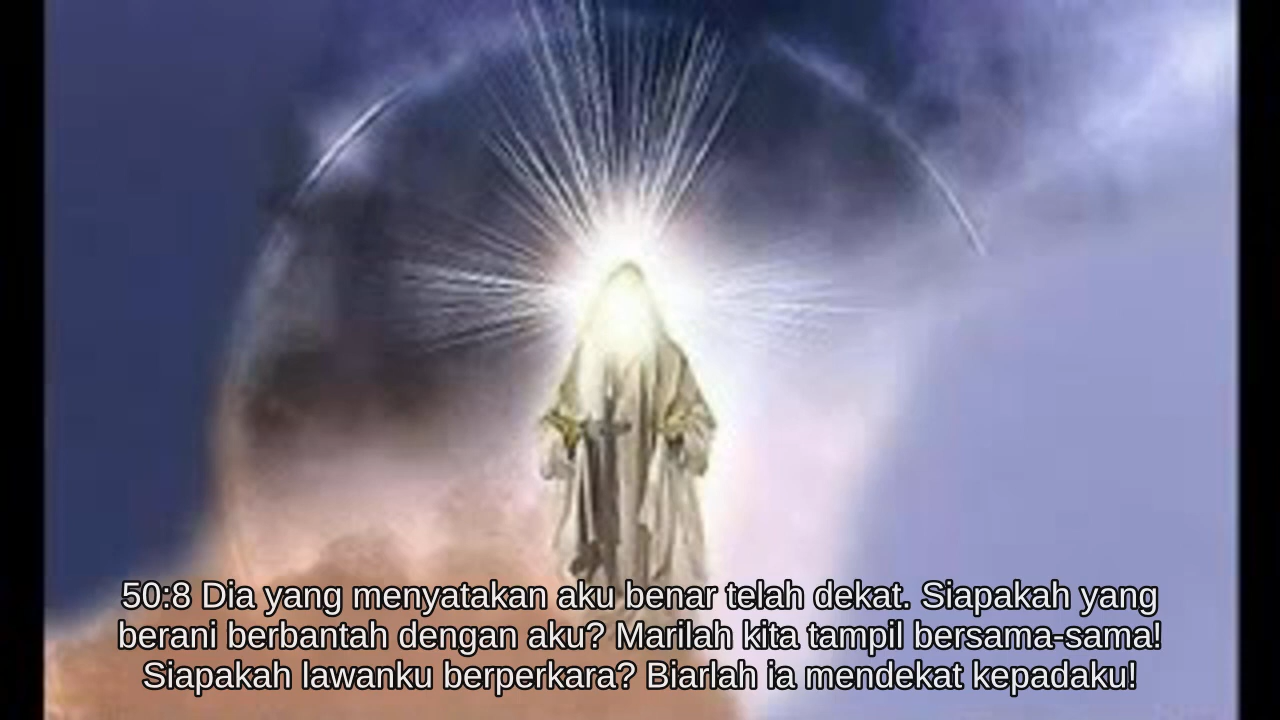 50:8 Dia yang menyatakan aku benar telah dekat. Siapakah yang
berani berbantah dengan aku? Marilah kita tampil bersama-sama!
Siapakah lawanku berperkara? Biarlah ia mendekat kepadaku!